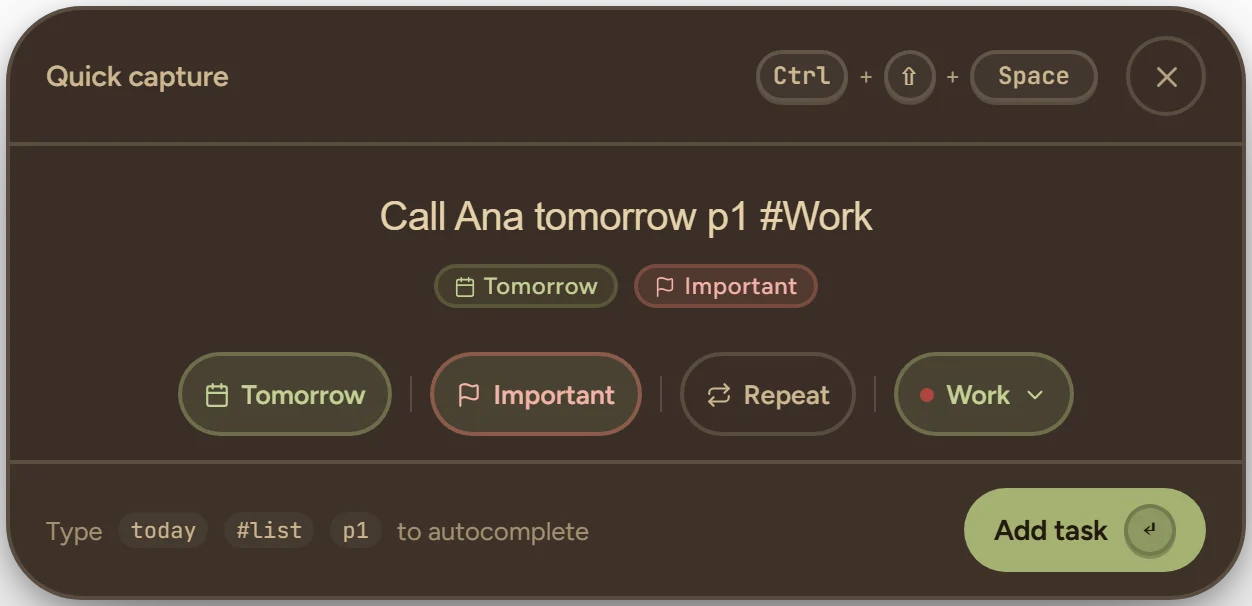 Quick capture Ctrl + ⇧ + Space
Call Ana tomorrow p1 #Work
Tomorrow Important
Tomorrow Important Repeat Work
Type today #list p1 to autocomplete Add task ↵